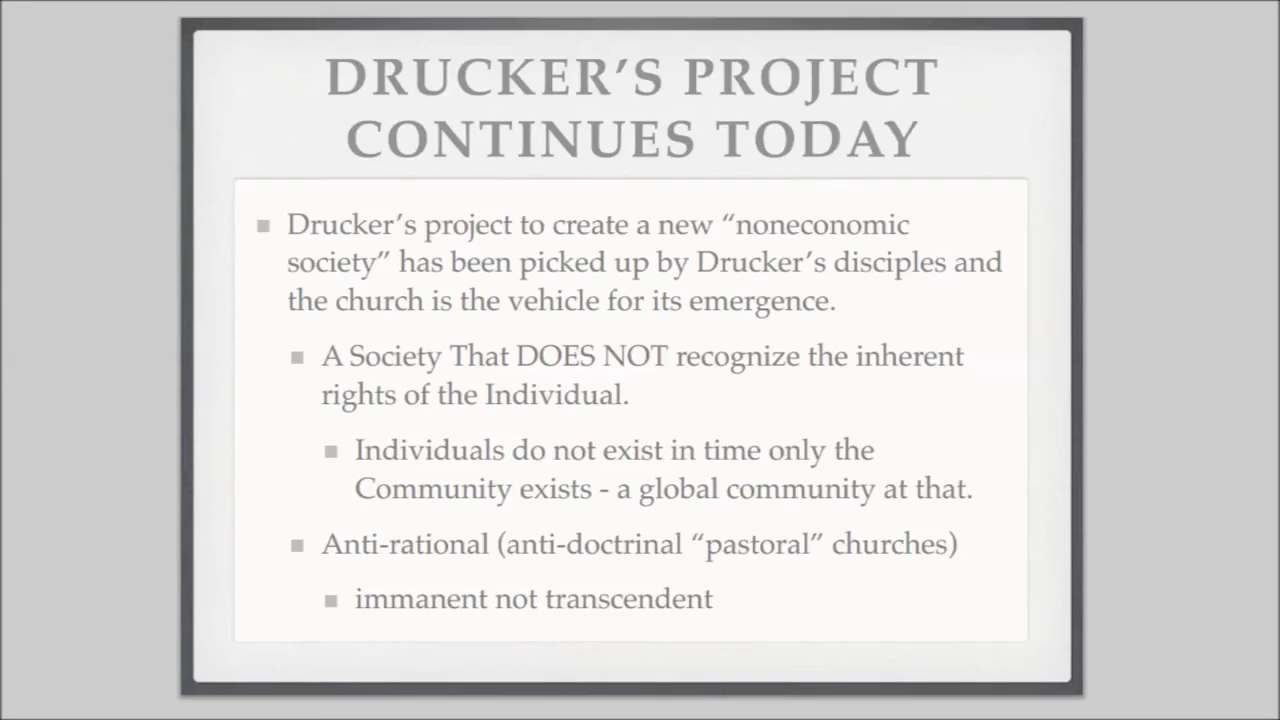 DRUCKER’S PROJECT
CONTINUES TODAY
Drucker’s project to create a new “noneconomic
society” has been picked up by Drucker’s disciples and
the church is the vehicle for its emergence.
A Society That DOES NOT recognize the inherent
rights of the Individual.
Individuals do not exist in time only the
Community exists - a global community at that.
Anti-rational (anti-doctrinal “pastoral” churches)
immanent not transcendent